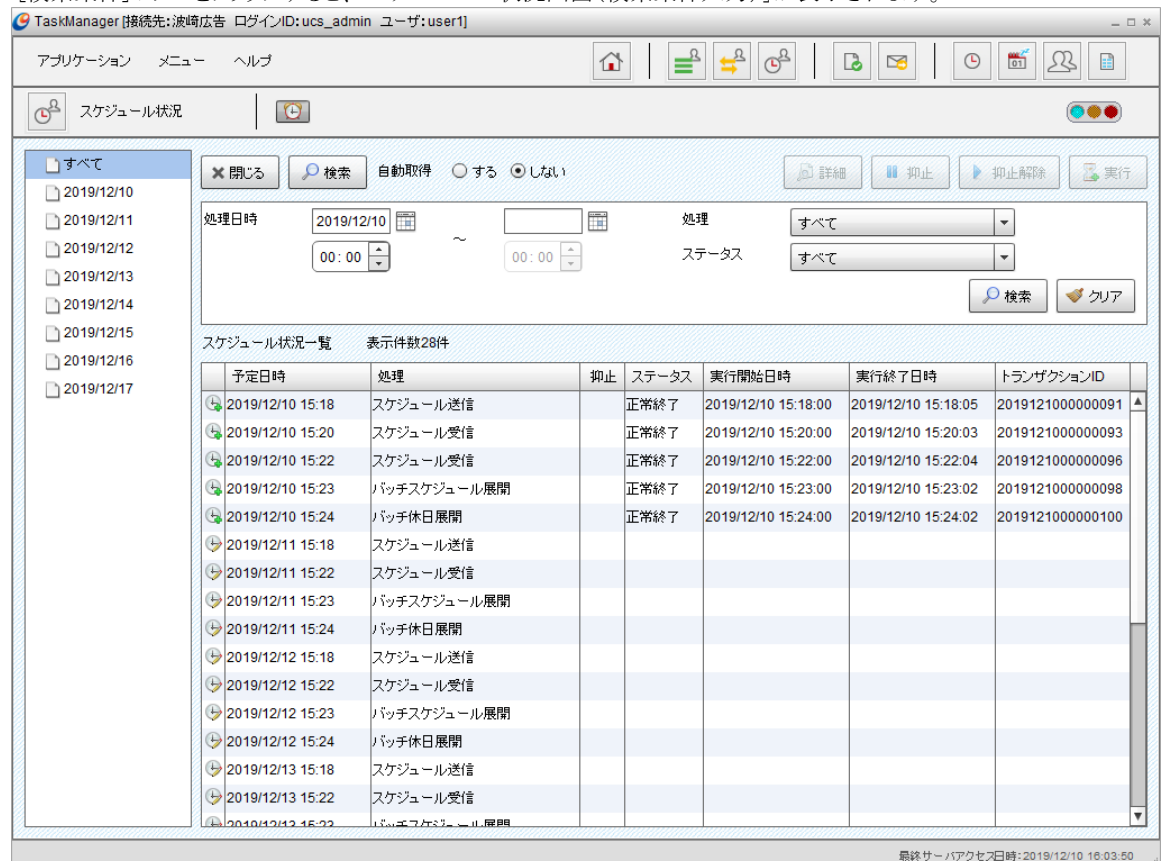 TaskManager [接続先:波崎広告 ログインID:ucs_admin ユーザ:user1]
アプリケーション メニュー ヘルプ
スケジュール状況
すべて
2019/12/10
2019/12/11
2019/12/12
2019/12/13
2019/12/14
2019/12/15
2019/12/16
2019/12/17
閉じる 検索 自動取得 する しない 詳細 抑止 抑止解除 実行
処理日時 2019/12/10 ～ 処理 すべて
00:00 00:00 ステータス すべて
検索 クリア
スケジュール状況一覧 表示件数28件
予定日時 処理 抑止 ステータス 実行開始日時 実行終了日時 トランザクションID
2019/12/10 15:18 スケジュール送信 正常終了 2019/12/10 15:18:00 2019/12/10 15:18:05 2019121000000091
2019/12/10 15:20 スケジュール受信 正常終了 2019/12/10 15:20:00 2019/12/10 15:20:03 2019121000000093
2019/12/10 15:22 スケジュール受信 正常終了 2019/12/10 15:22:00 2019/12/10 15:22:04 2019121000000096
2019/12/10 15:23 バッチスケジュール展開 正常終了 2019/12/10 15:23:00 2019/12/10 15:23:02 2019121000000098
2019/12/10 15:24 バッチ休日展開 正常終了 2019/12/10 15:24:00 2019/12/10 15:24:02 2019121000000100
2019/12/11 15:18 スケジュール送信
2019/12/11 15:22 スケジュール受信
2019/12/11 15:23 バッチスケジュール展開
2019/12/11 15:24 バッチ休日展開
2019/12/12 15:18 スケジュール送信
2019/12/12 15:22 スケジュール受信
2019/12/12 15:23 バッチスケジュール展開
2019/12/12 15:24 バッチ休日展開
2019/12/13 15:18 スケジュール送信
2019/12/13 15:22 スケジュール受信
2019/12/13 15:23 バッチスケジュール展開
最終サーバアクセス日時:2019/12/10 16:03:50